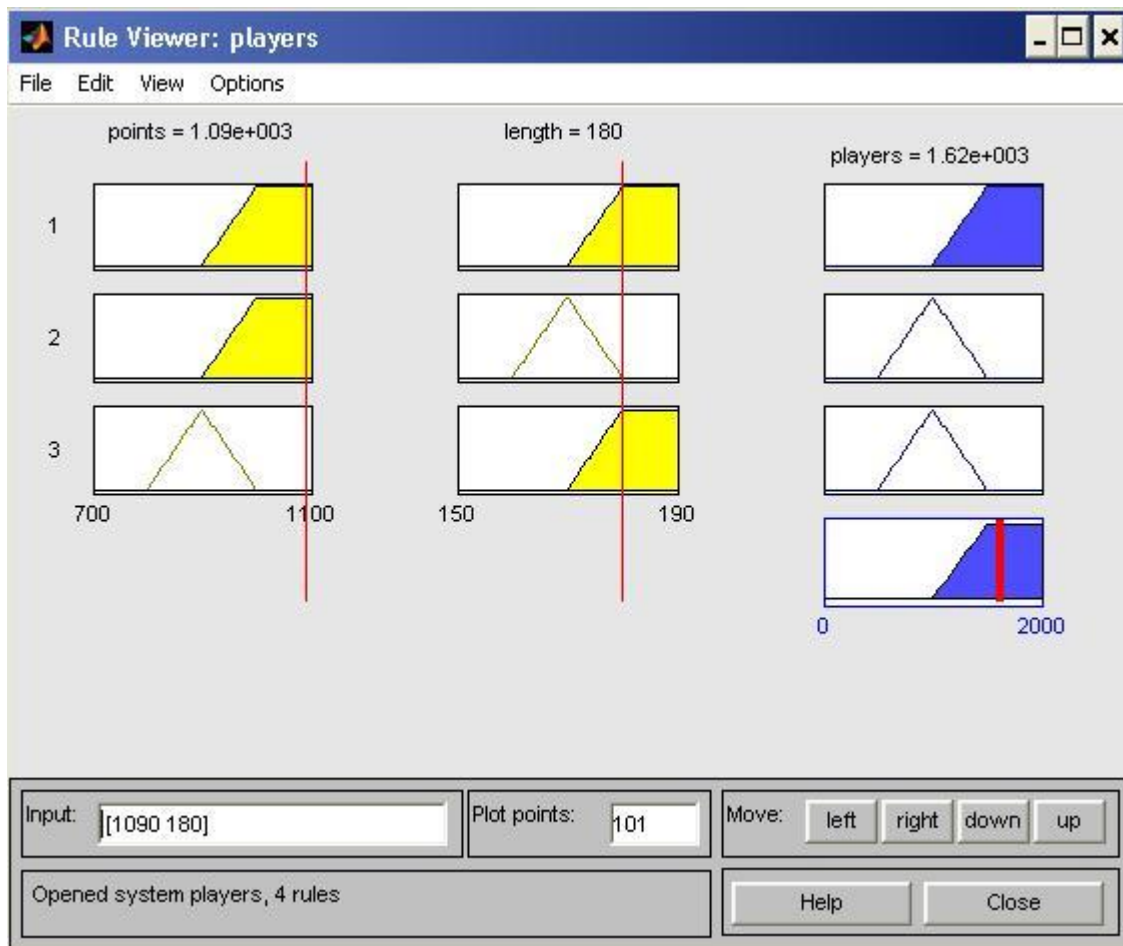 Rule Viewer: players
File Edit View Options
points = 1.09e+003 length = 180
players = 1.62e+003
1
2
3
700 1100 150 190
0 2000
Input: [1090 180] Plot points: 101 Move: left right down up
Opened system players, 4 rules Help Close